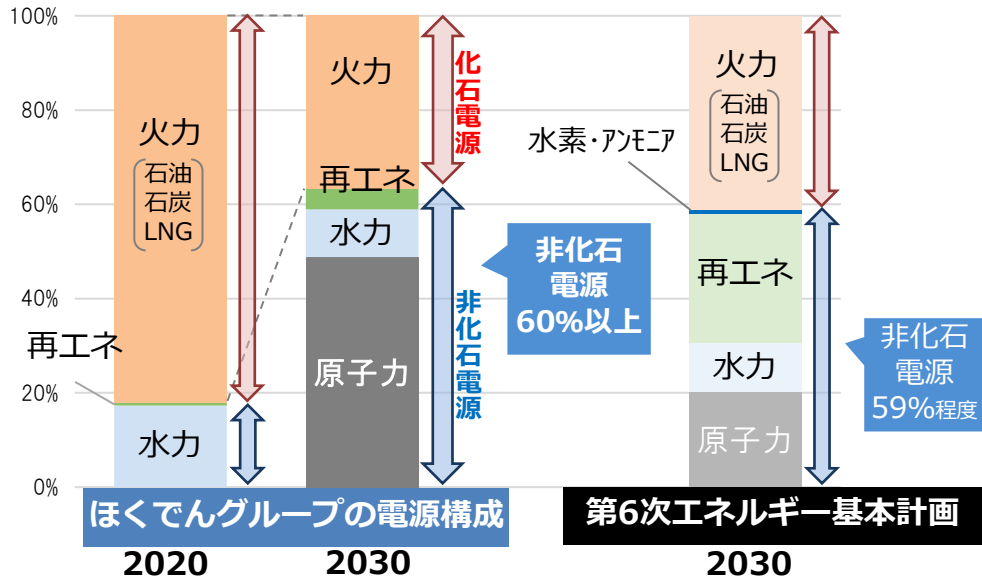 100%
80%
60%
40%
20%
0%
火力
石油
石炭
LNG
再エネ
水力
火力
再エネ
水力
原子力
化石電源
非化石電源
非化石
電源
60%以上
ほくでんグループの電源構成
2020
2030
火力
石油
石炭
LNG
水素・アンモニア
再エネ
水力
原子力
非化石
電源
59%程度
第6次エネルギー基本計画
2030